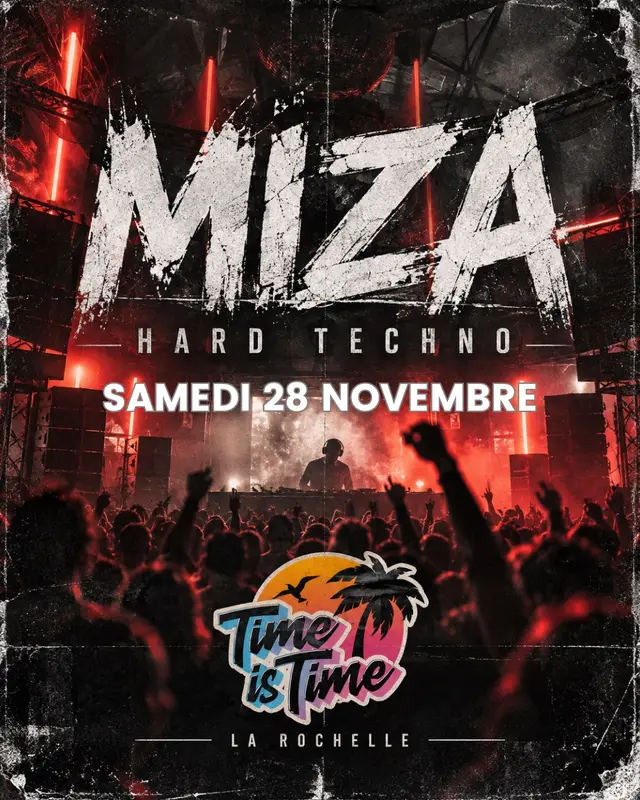 MIZA
HARD TECHNO
SAMEDI 28 NOVEMBRE
Time
is Time
LA ROCHELLE